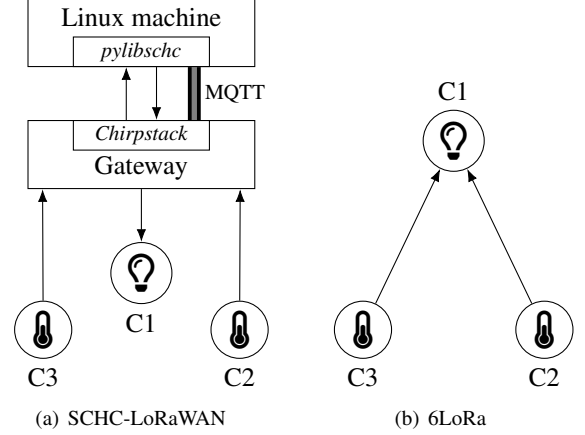 Linux machine
pylibschc
MQTT
Chirpstack
Gateway
C1
C3
C2
(a) SCHC-LoRaWAN
C1
C3
C2
(b) 6LoRa